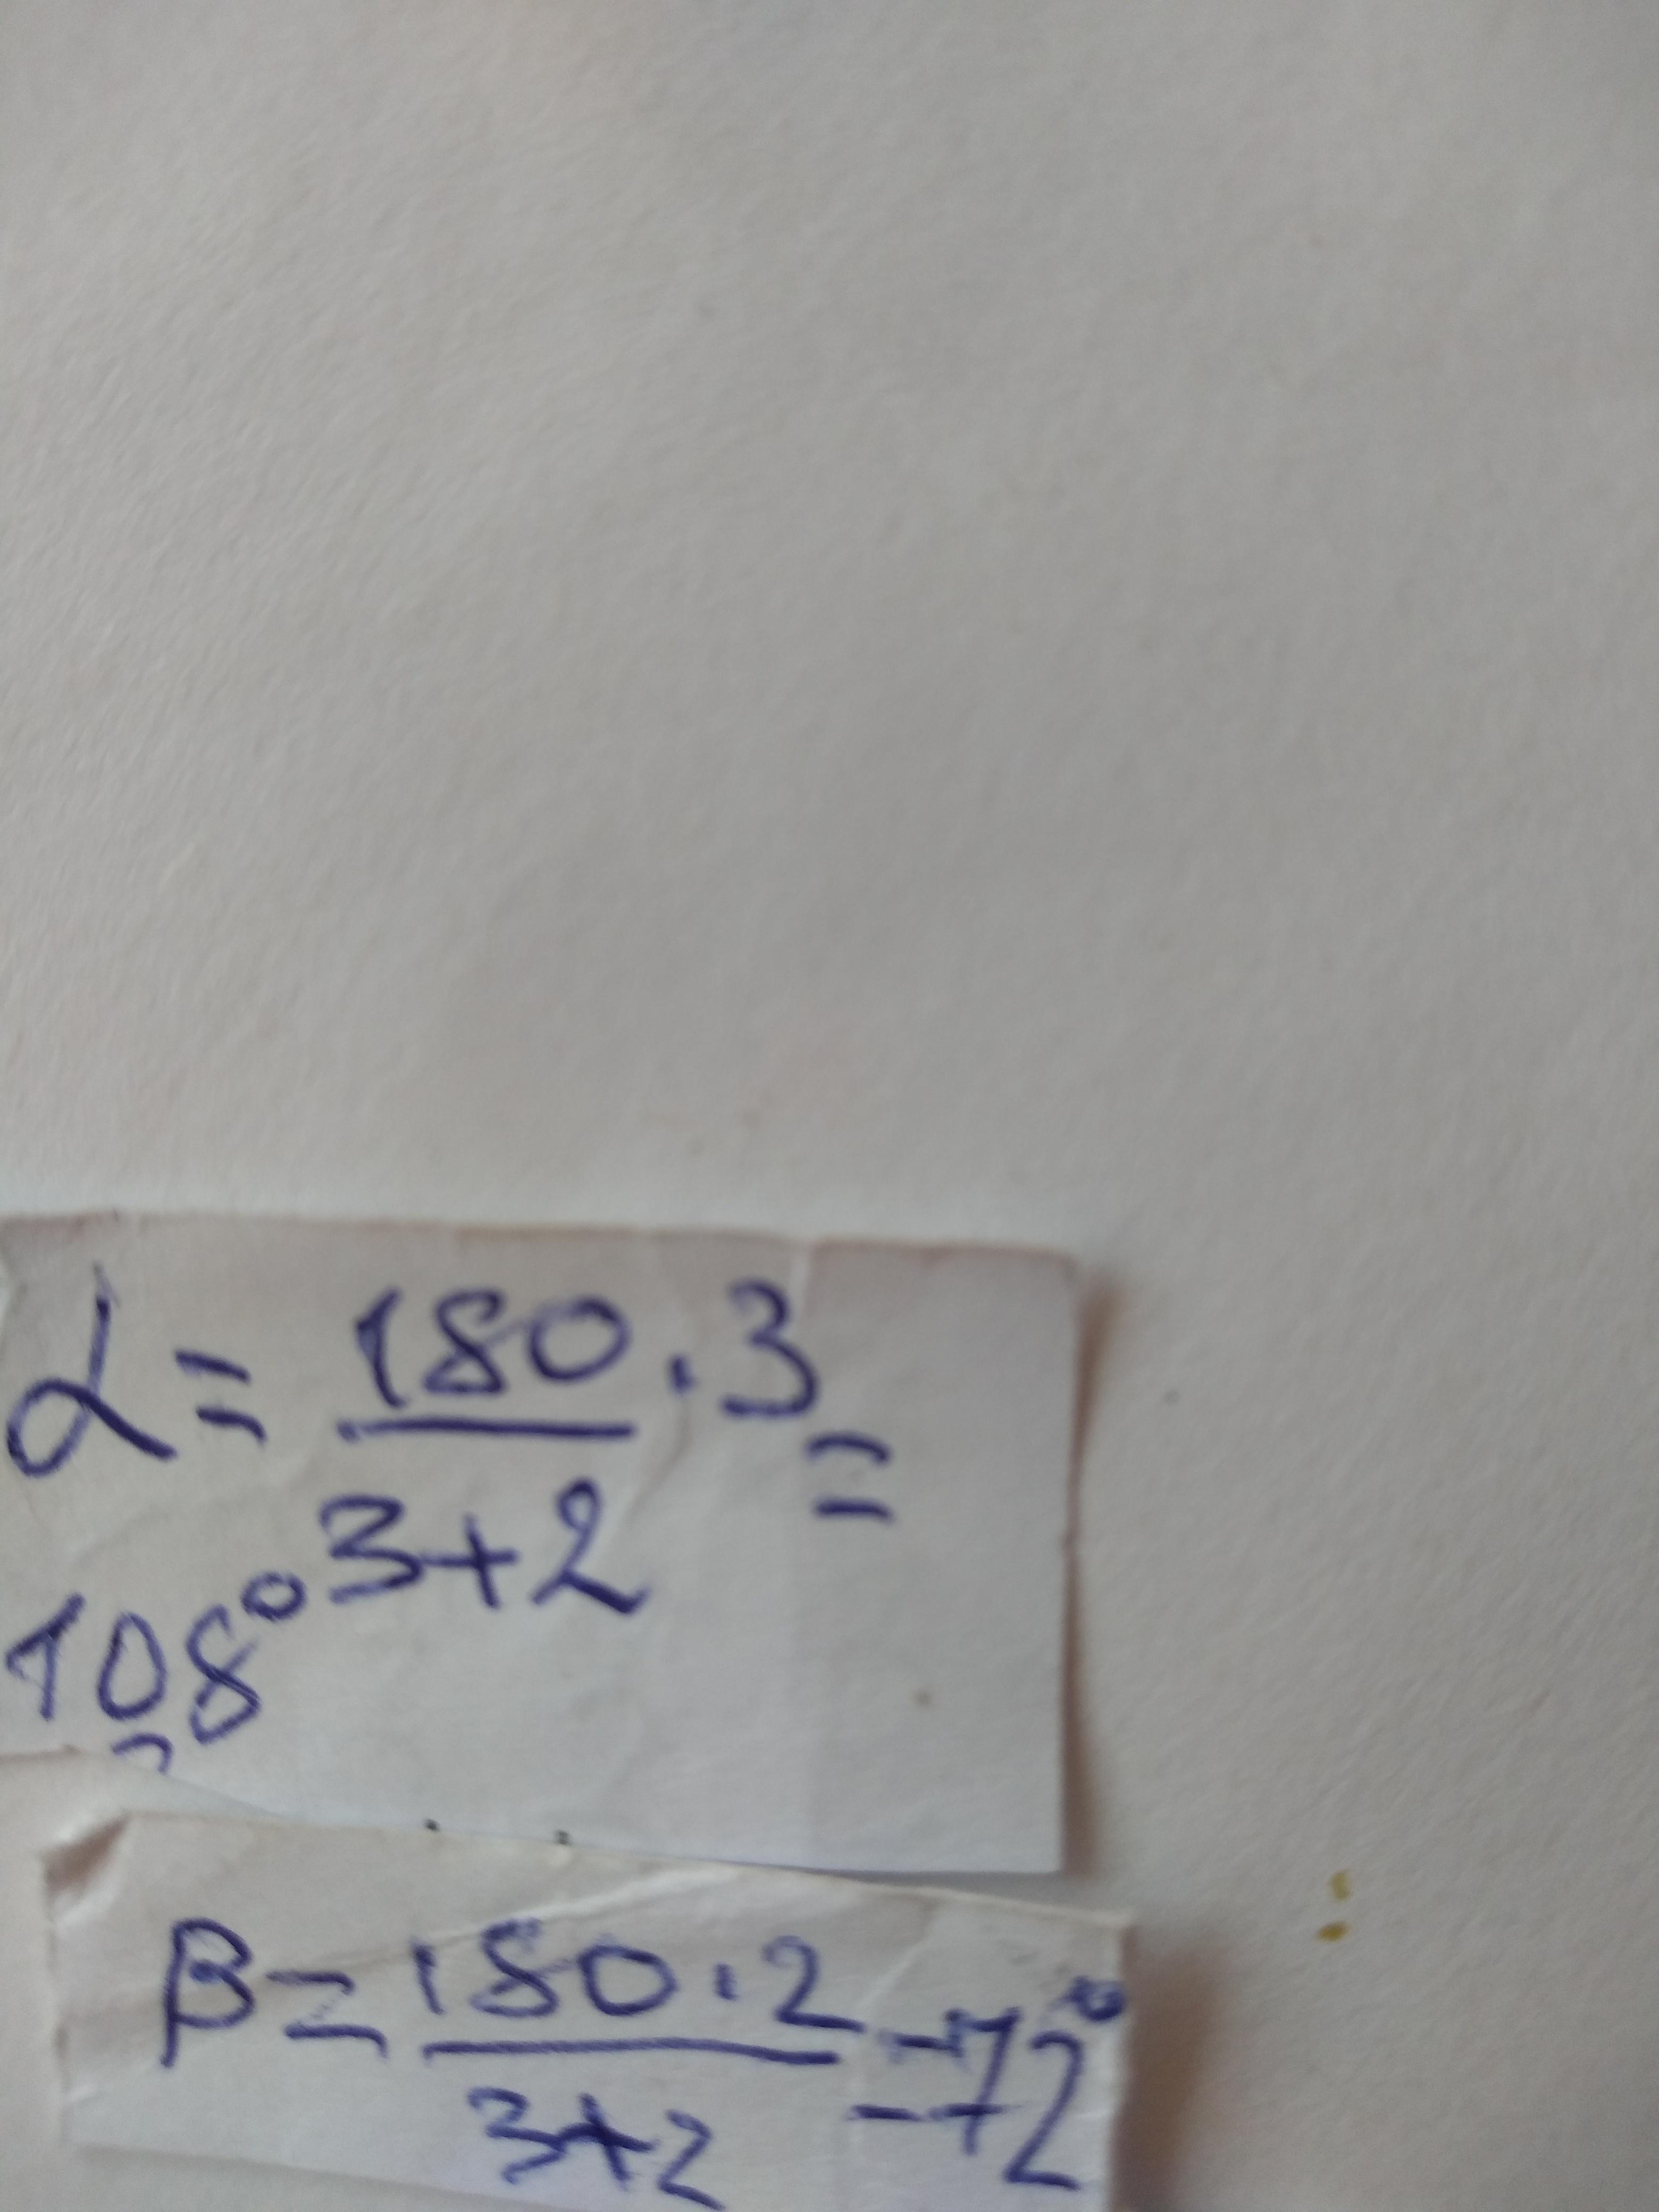 α = 180 · 3 =
3+2
108°
β = 180 · 2 = 72°
3+2